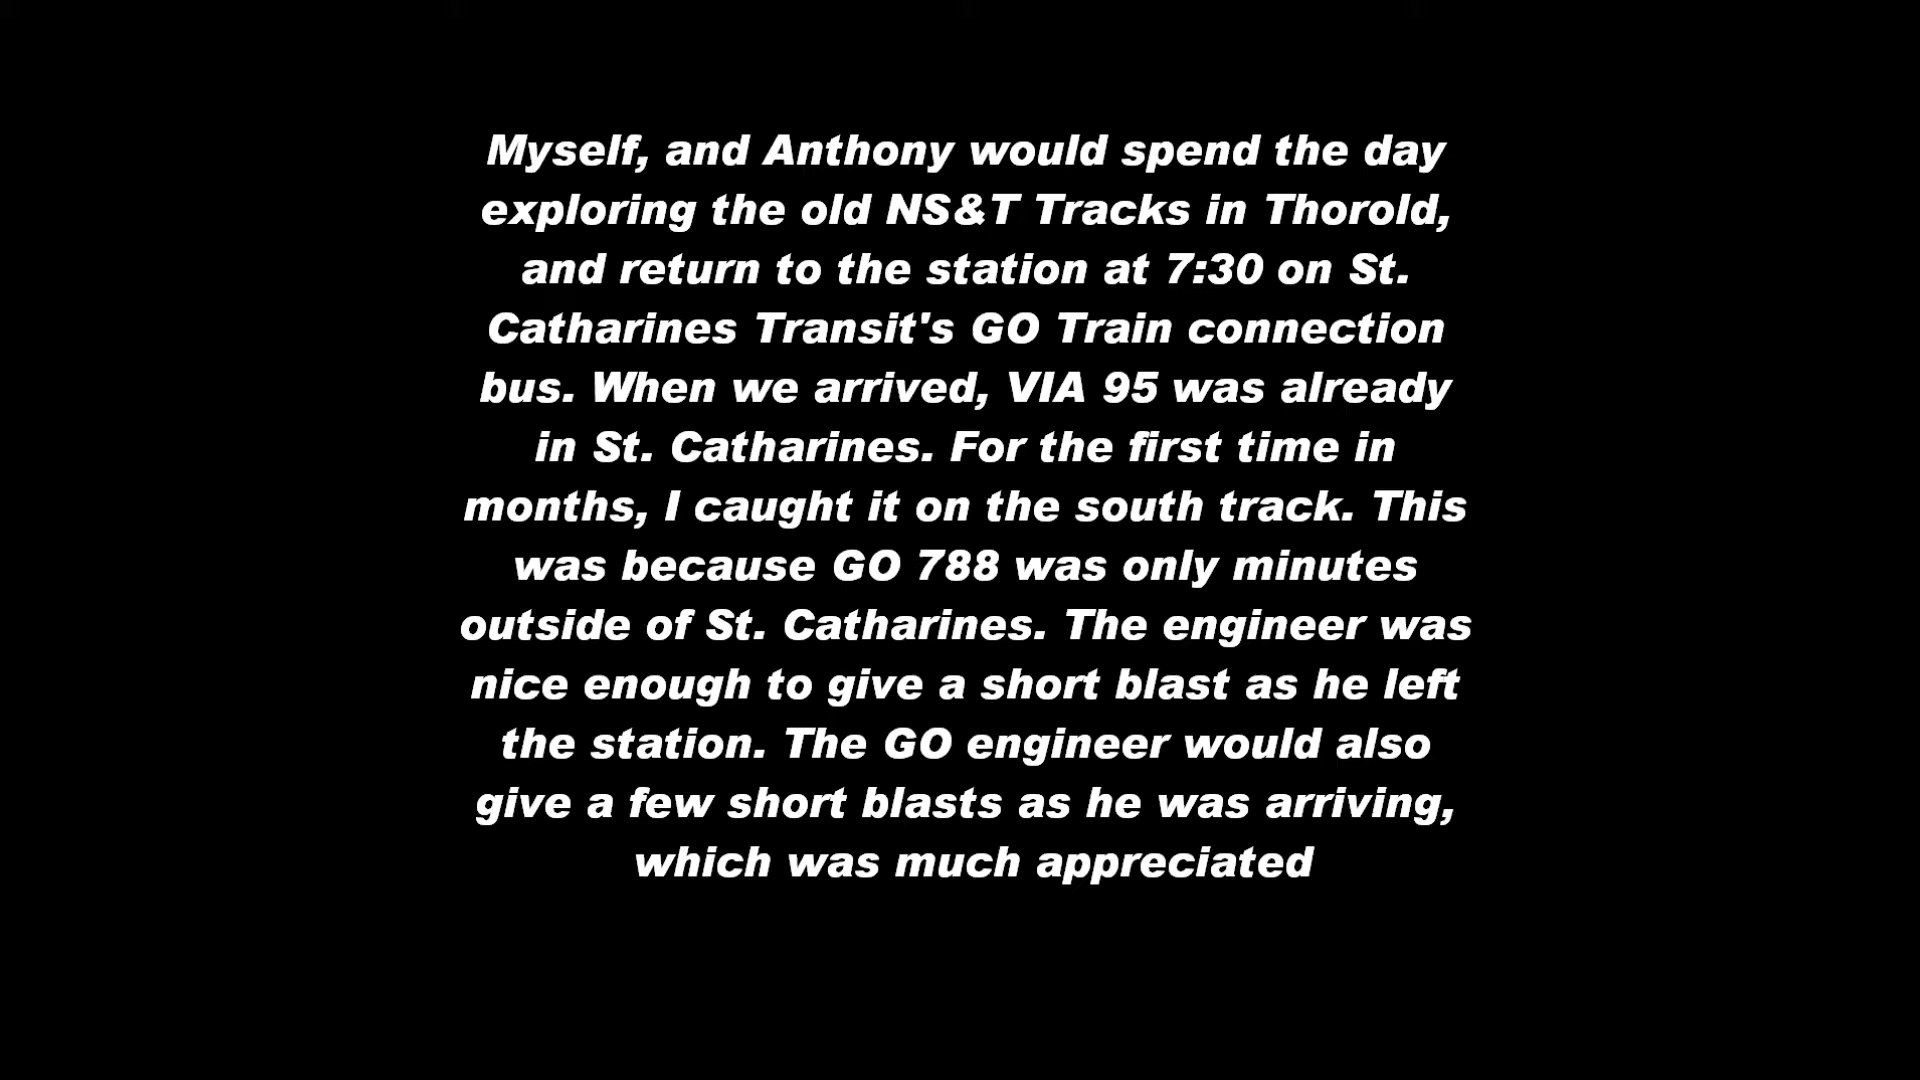 Myself, and Anthony would spend the day
exploring the old NS&T Tracks in Thorold,
and return to the station at 7:30 on St.
Catharines Transit's GO Train connection
bus. When we arrived, VIA 95 was already
in St. Catharines. For the first time in
months, I caught it on the south track. This
was because GO 788 was only minutes
outside of St. Catharines. The engineer was
nice enough to give a short blast as he left
the station. The GO engineer would also
give a few short blasts as he was arriving,
which was much appreciated